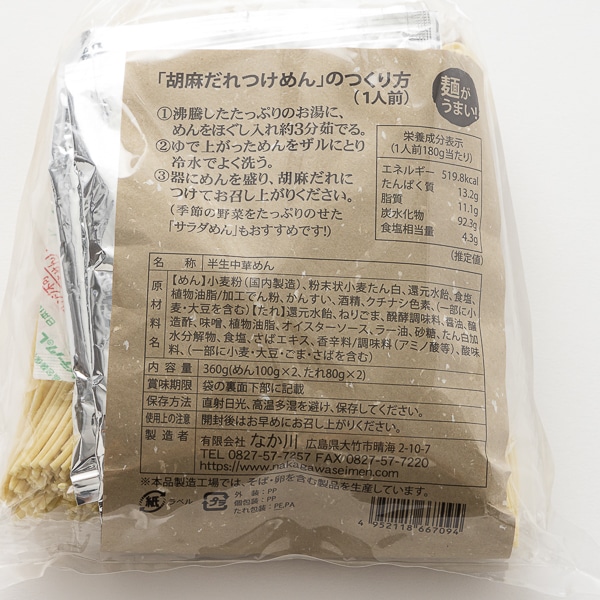 「胡麻だれつけめん」のつくり方
(1人前)
麺が
うまい!
①沸騰したたっぷりのお湯に、
めんをほぐし入れ約3分茹でる。
②ゆで上がっためんをザルにとり
冷水でよく洗う。
③器にめんを盛り、胡麻だれに
つけてお召し上がりください。
(季節の野菜をたっぷりのせた
「サラダめん」もおすすめです!)
栄養成分表示
(1人前180g当たり)
エネルギー 519.8kcal
たんぱく質 13.2g
脂質 11.1g
炭水化物 92.3g
食塩相当量 4.3g
(推定値)
名称 半生中華めん
原材料名 【めん】小麦粉(国内製造)、粉末状小麦たん白、還元水飴、食塩、
植物油脂/加工でん粉、かんすい、酒精、クチナシ色素、(一部に小
麦・大豆を含む)【たれ】還元水飴、ねりごま、醗酵調味料、醤油、醸
造酢、味噌、植物油脂、オイスターソース、ラー油、砂糖、たん白加
水分解物、食塩、さばエキス、香辛料/調味料(アミノ酸等)、酸味
料、(一部に小麦・大豆・ごま・さばを含む)
内容量 360g(めん100g×2、たれ80g×2)
賞味期限 袋の裏面下部に記載
保存方法 直射日光、高温多湿を避け、保存してください。
使用上の注意 開封後はお早めにお召し上がりください。
製造者 有限会社 なか川 広島県大竹市晴海 2-10-7
TEL 0827-57-7257 FAX 0827-57-7220
https://www.nakagawaseimen.com
※本品製造工場では、そば・卵を含む製品を生産しています。
紙 ラベル
プラ
外装:PP
個包装:PP
たれ包装:PE,PA
4 952118 667094